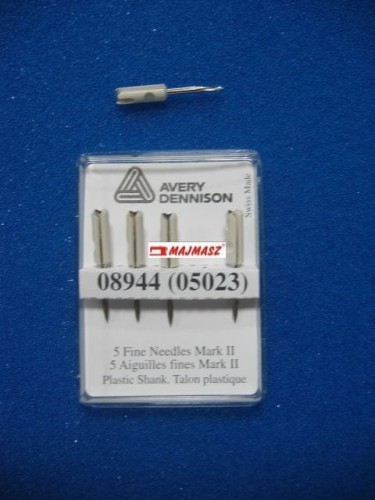 AVERY
DENNISON
Swiss Made
MAJMASZ
08944 (05023)
5 Fine Needles Mark II
5 Aiguilles fines Mark II
Plastic Shank. Talon plastique